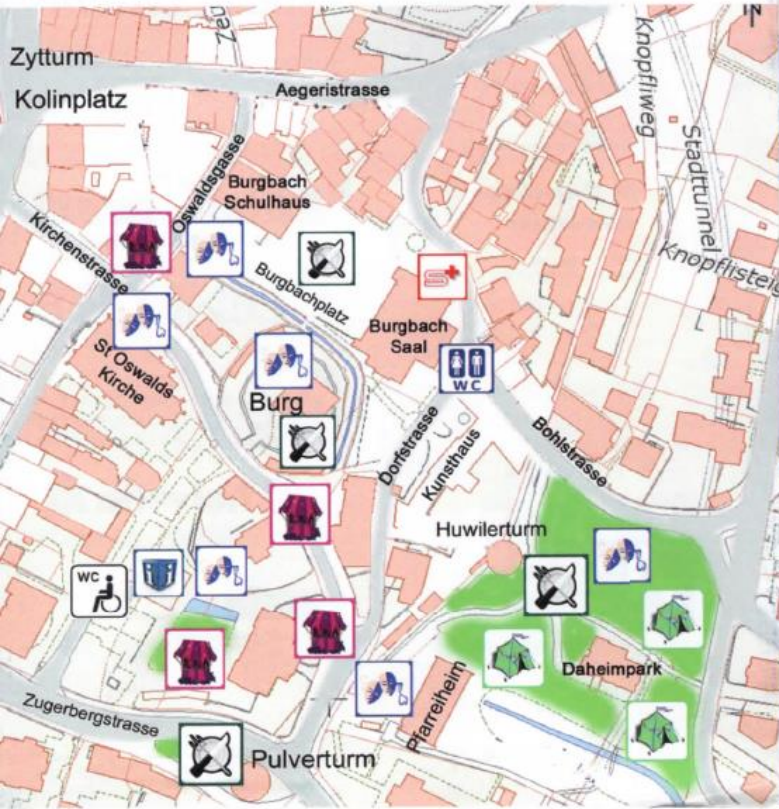 Zytturm
Kolinplatz
Aegeristrasse
Knopfliweg
Stadttunnel
Oswaldsgasse
Burgbach
Schulhaus
Kirchenstrasse
Burgbachplatz
Burgbach
Saal
St Oswalds
Kirche
WC
Burg
Dorfstrasse
Kunsthaus
Bohlstrasse
Huwilerturm
WC
Daheimpark
Pfarreiheim
Zugerbergstrasse
Pulverturm